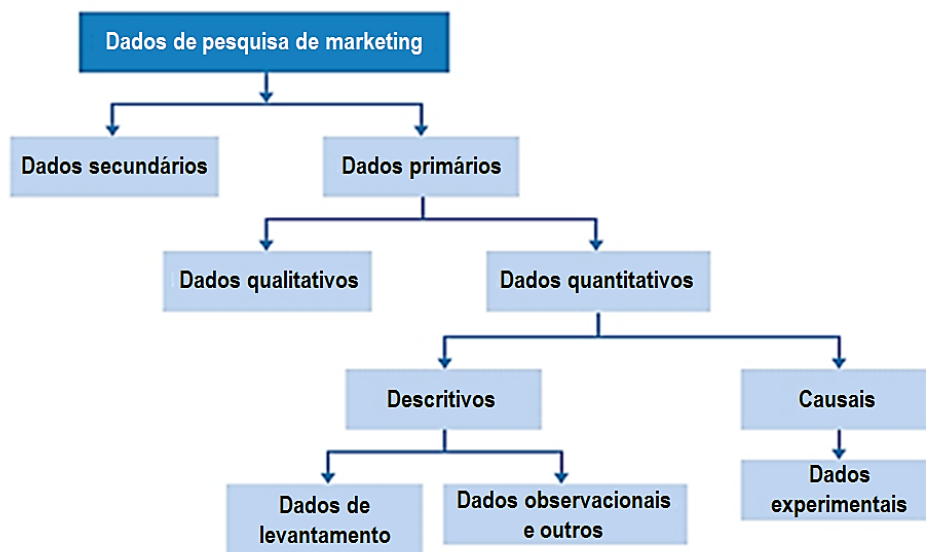 Dados de pesquisa de marketing
Dados secundários
Dados primários
Dados qualitativos
Dados quantitativos
Descritivos
Causais
Dados de
levantamento
Dados observacionais
e outros
Dados
experimentais